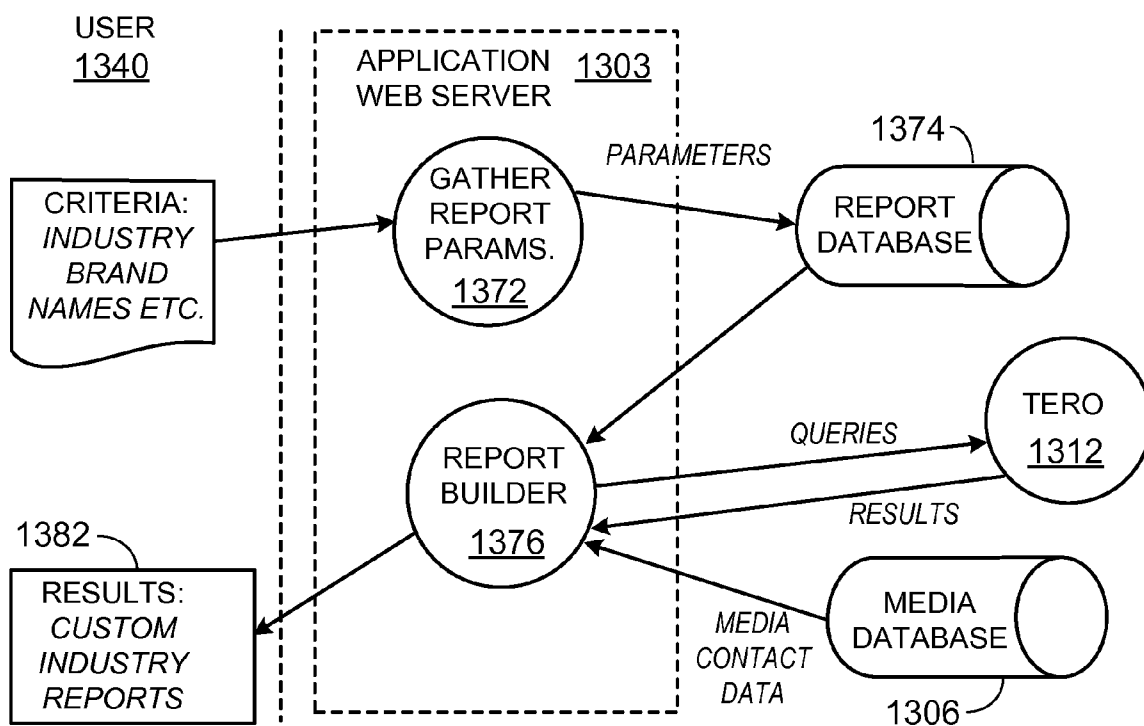 USER
1340
APPLICATION 1303
WEB SERVER
1374
PARAMETERS
CRITERIA:
INDUSTRY
BRAND
NAMES ETC.
GATHER
REPORT
PARAMS.
1372
REPORT
DATABASE
TERO
1312
QUERIES
REPORT
BUILDER
1376
RESULTS
1382
RESULTS:
CUSTOM
INDUSTRY
REPORTS
MEDIA
CONTACT
DATA
MEDIA
DATABASE
1306